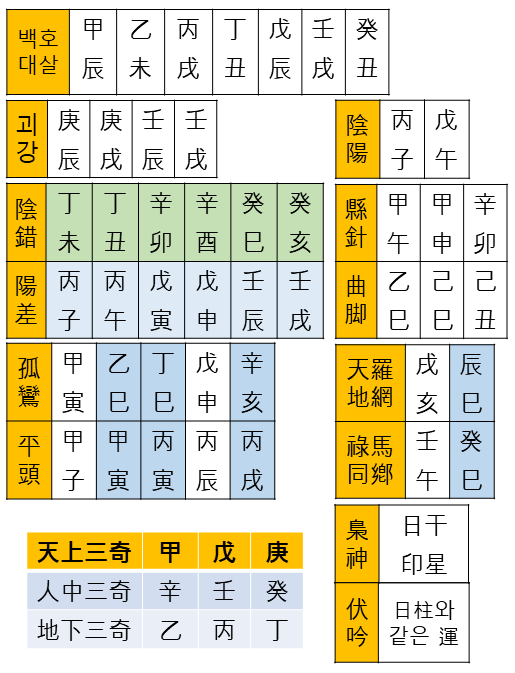 백호 甲 乙 丙 丁 戊 壬 癸
대살 辰 未 戌 丑 辰 戌 丑
괴 庚 庚 壬 壬
강 辰 戌 辰 戌
陰 丙 戊
陽 子 午
陰 丁 丁 辛 辛 癸 癸
錯 未 丑 卯 酉 巳 亥
陽 丙 丙 戊 戊 壬 壬
差 子 午 寅 申 辰 戌
縣 甲 甲 辛
針 午 申 卯
曲 乙 己 己
脚 巳 巳 丑
孤 甲 乙 丁 戊 辛
鸞 寅 巳 巳 申 亥
平 甲 甲 丙 丙 丙
頭 子 寅 寅 辰 戌
天羅 戌 辰
地網 亥 巳
祿馬 壬 癸
同鄕 午 巳
梟 日干
神 印星
伏 日柱와
吟 같은 運
天上三奇 甲 戊 庚
人中三奇 辛 壬 癸
地下三奇 乙 丙 丁